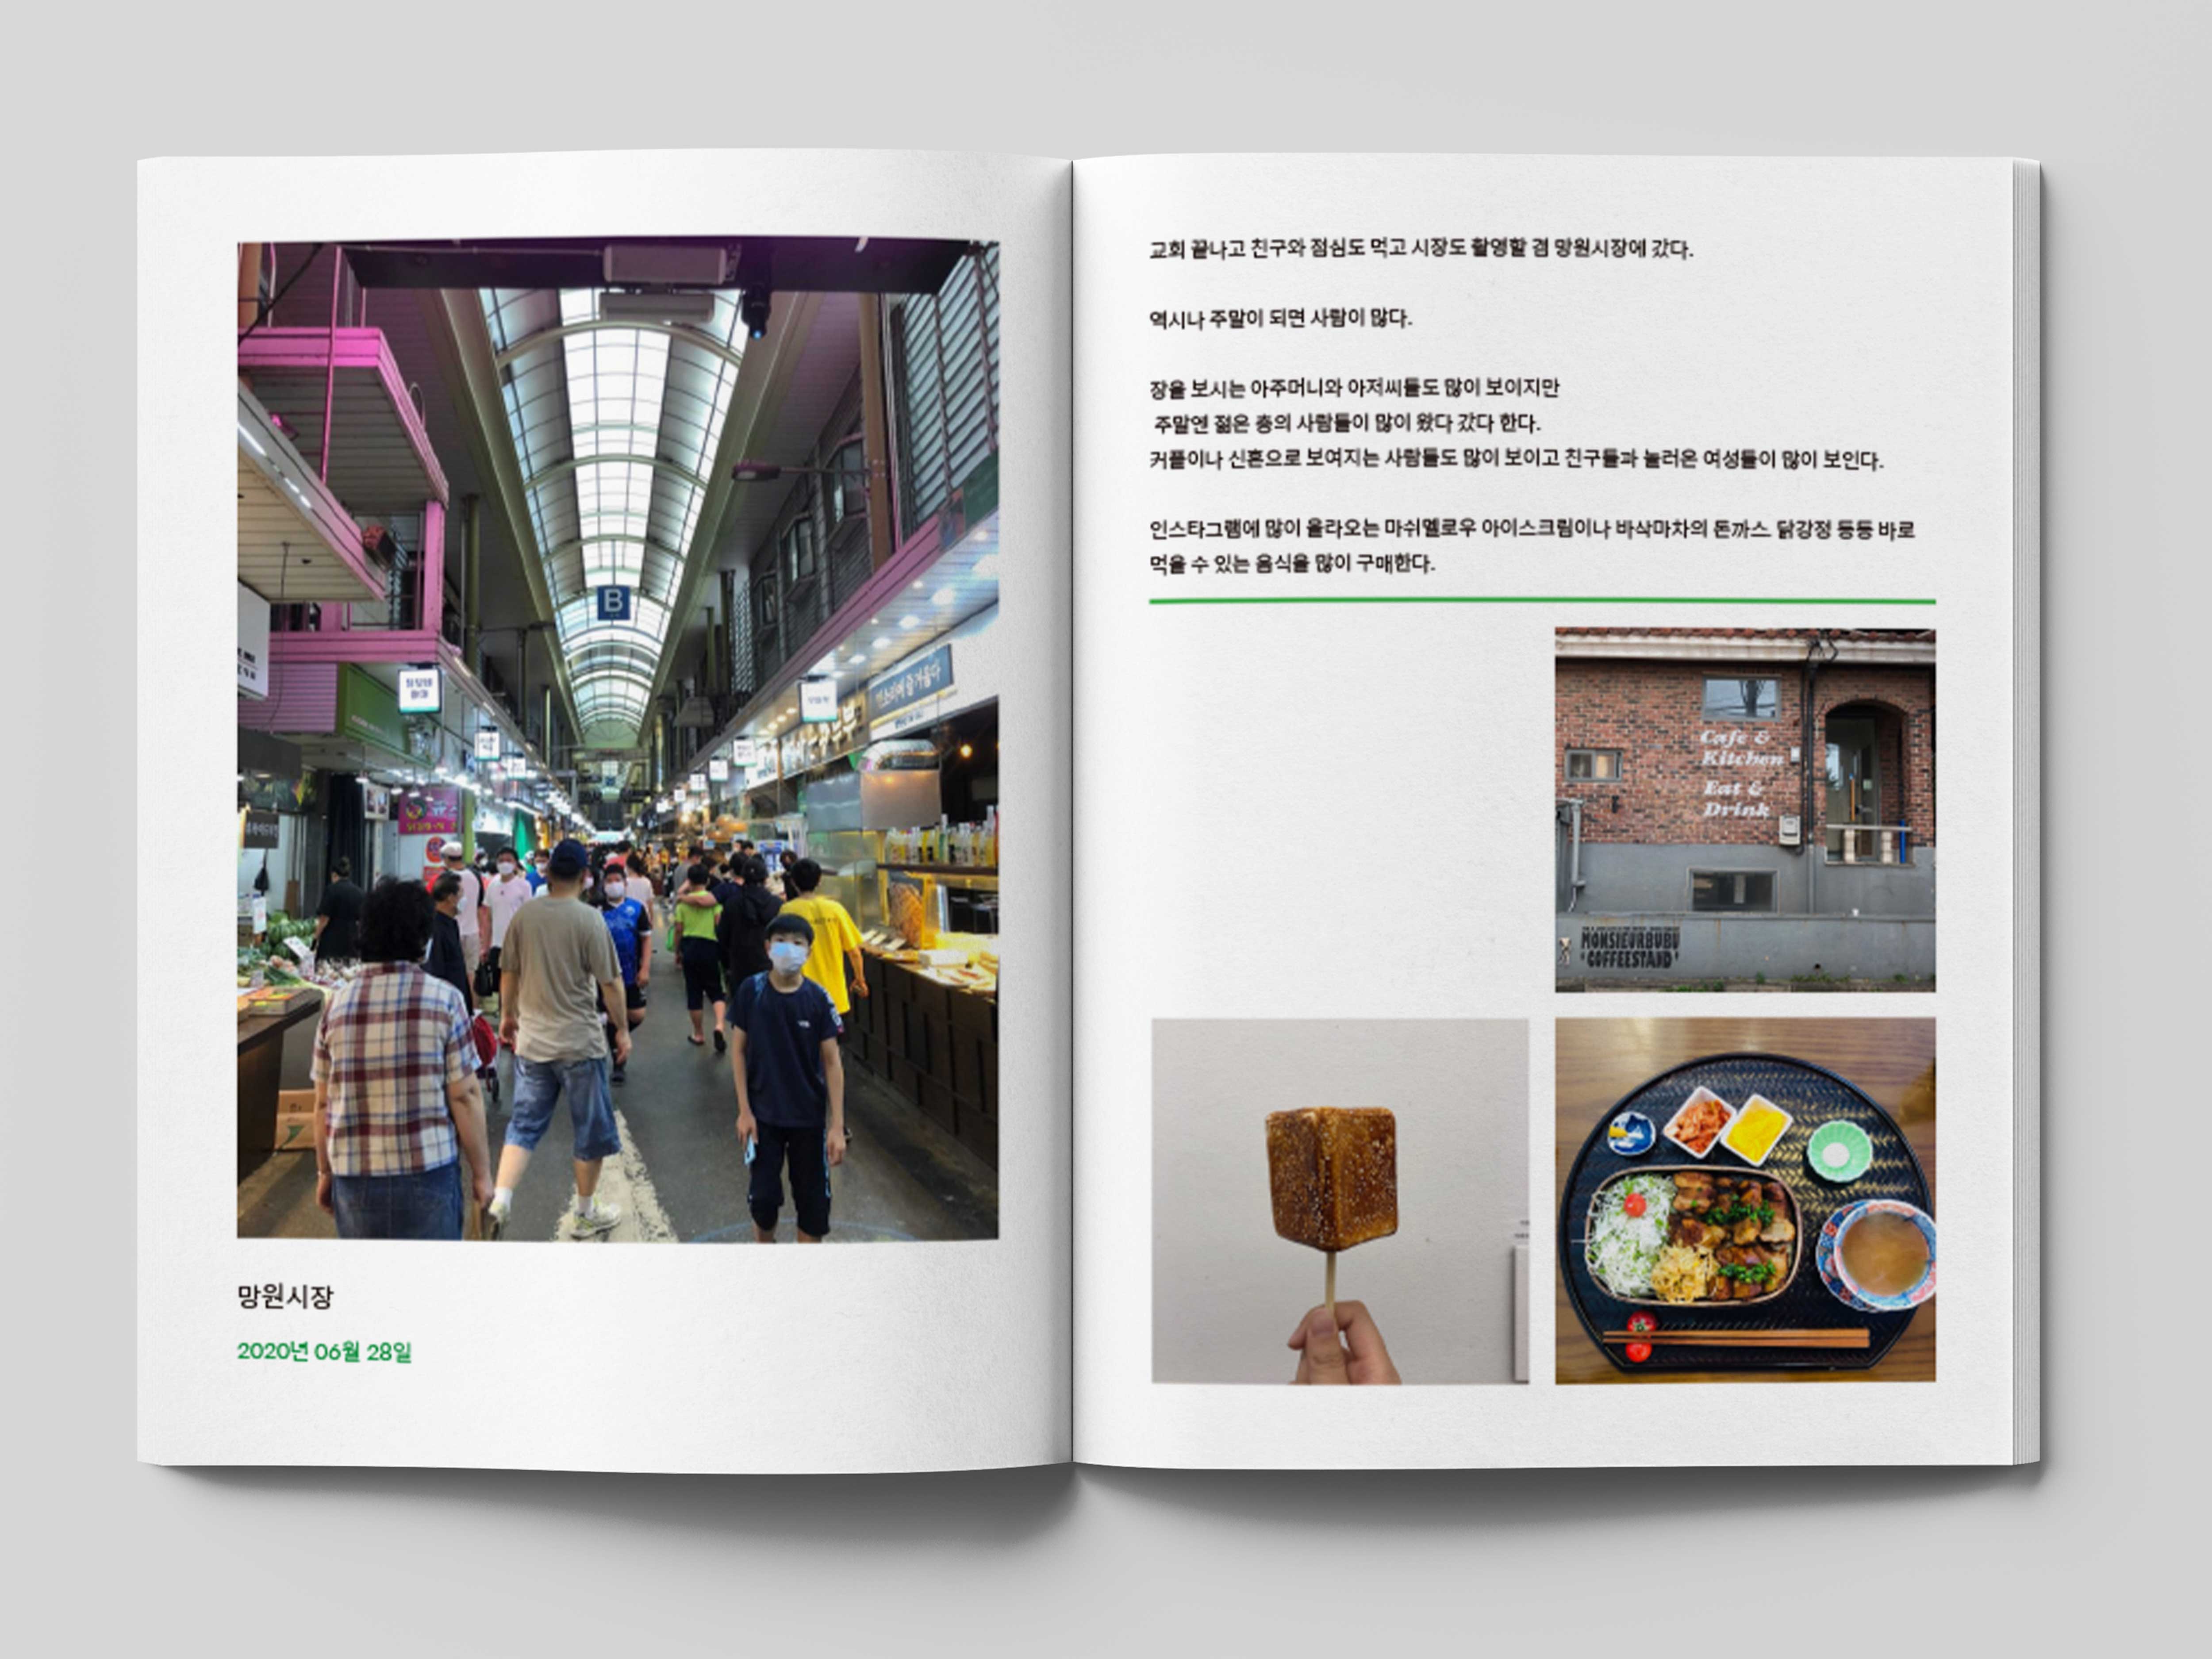 B
망원시장
2020년 06월 28일
교회 끝나고 친구와 점심도 먹고 시장도 촬영할 겸 망원시장에 갔다.
역시나 주말이 되면 사람이 많다.
장을 보시는 아주머니와 아저씨들도 많이 보이지만
주말엔 젊은 층의 사람들이 많이 왔다 갔다 한다.
커플이나 신혼으로 보여지는 사람들도 많이 보이고 친구들과 놀러온 여성들이 많이 보인다.
인스타그램에 많이 올라오는 마쉬멜로우 아이스크림이나 바삭마차의 돈까스 닭강정 등등 바로
먹을 수 있는 음식을 많이 구매한다.
Cafe &
Kitchen
Eat &
Drink
MONSIEURBUBU
COFFEESTAND